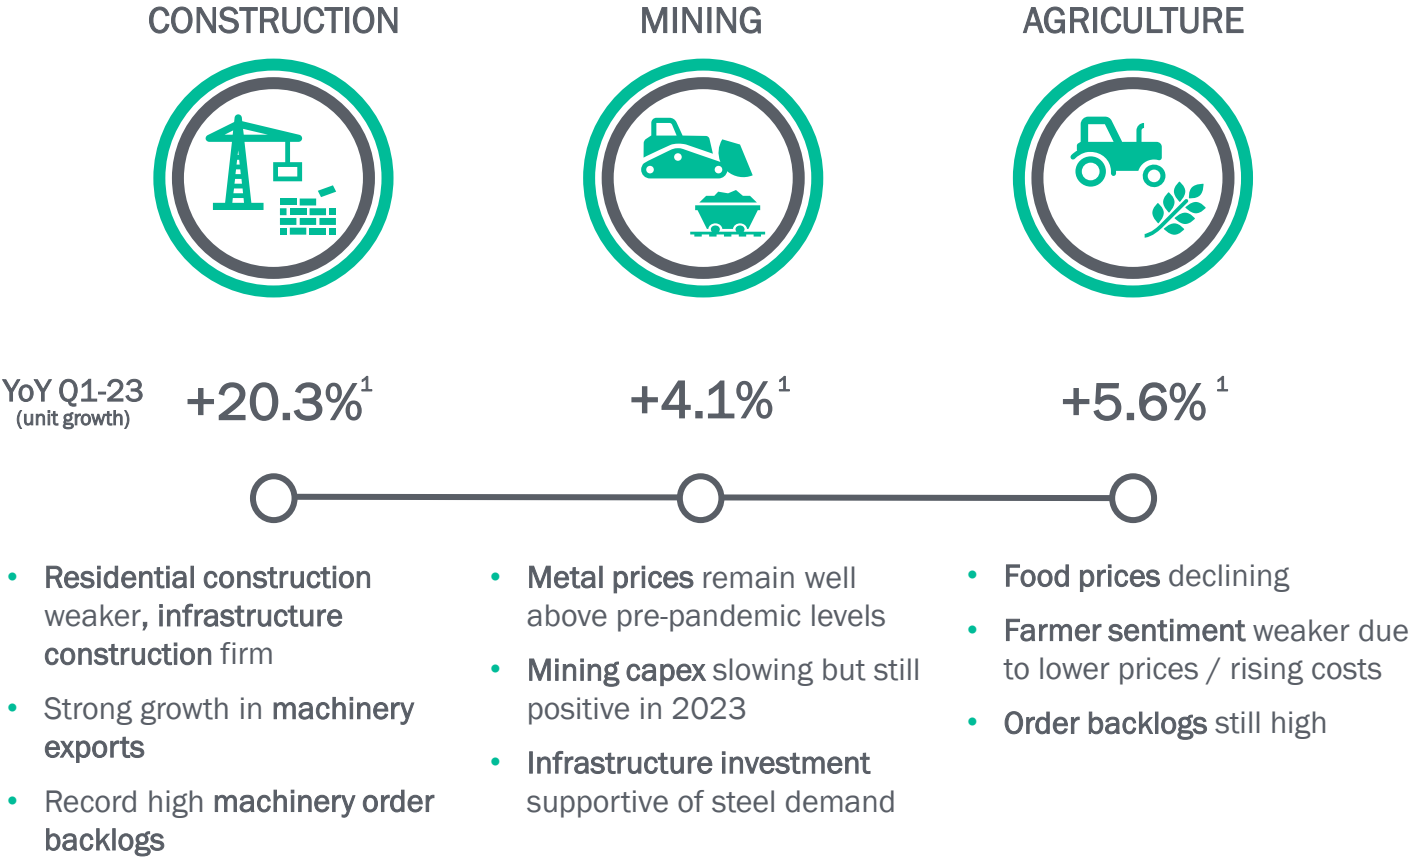 CONSTRUCTION
MINING
AGRICULTURE
YoY Q1-23
(unit growth)
+20.3%1
+4.1% 1
+5.6% 1
• Residential construction
weaker, infrastructure
construction firm
• Strong growth in machinery
exports
• Record high machinery order
backlogs
• Metal prices remain well
above pre-pandemic levels
• Mining capex slowing but still
positive in 2023
• Infrastructure investment
supportive of steel demand
• Food prices declining
• Farmer sentiment weaker due
to lower prices / rising costs
• Order backlogs still high